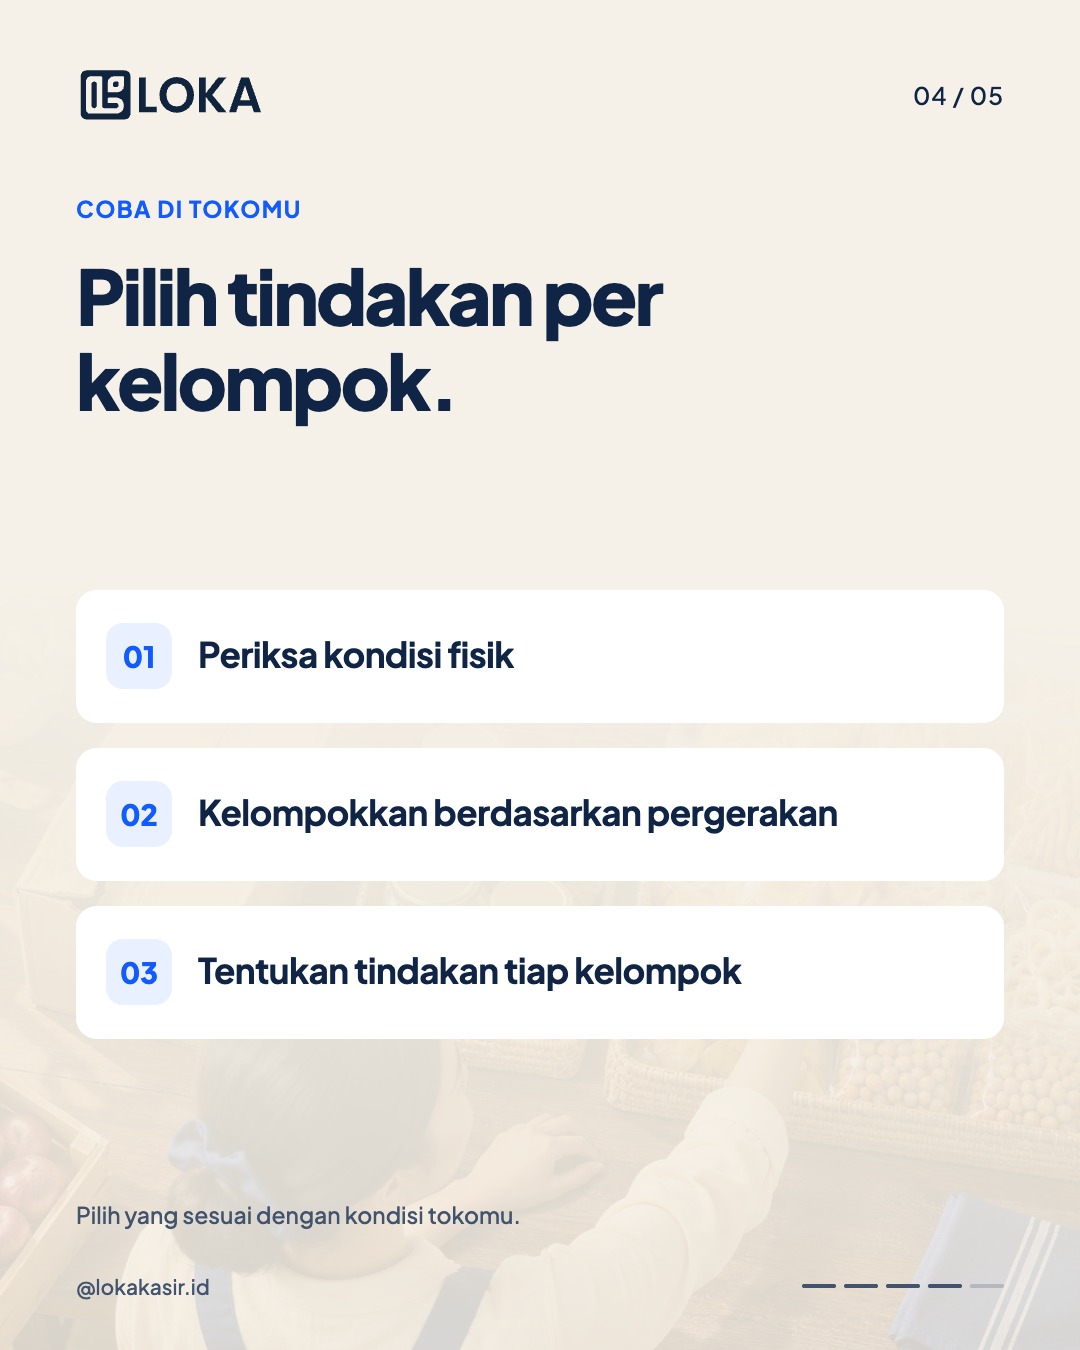 LOKA
04 / 05
COBA DI TOKOMU
Pilih tindakan per
kelompok.
01 Periksa kondisi fisik
02 Kelompokkan berdasarkan pergerakan
03 Tentukan tindakan tiap kelompok
Pilih yang sesuai dengan kondisi tokomu.
@lokakasir.id